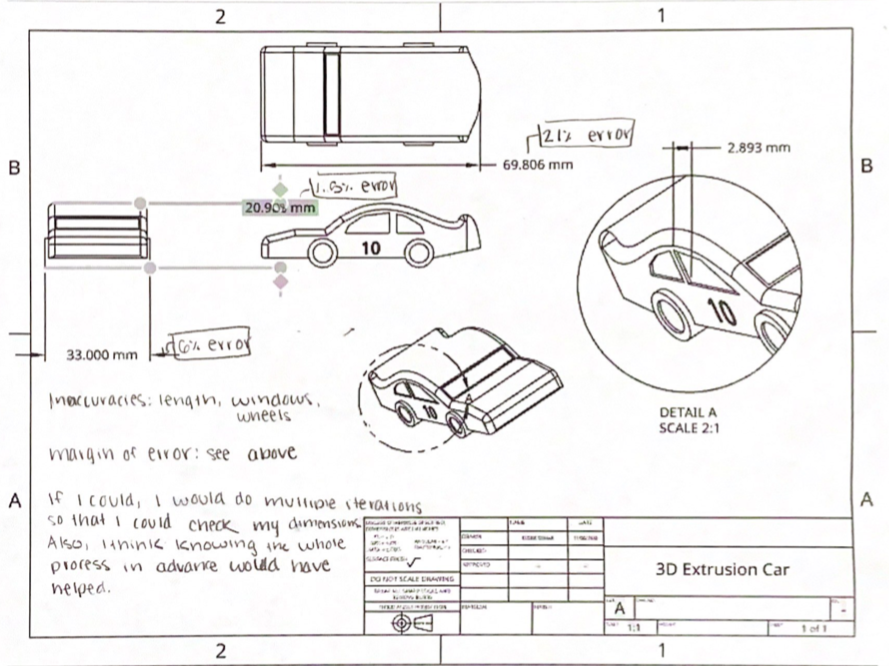 2 1
B B
21% error
69.806 mm
2.893 mm
1.5% error
mm
10
10
33.000 mm
6% error
10
A
DETAIL A
SCALE 2:1
Inaccuracies: length, windows,
wheels
margin of error: see above
A A
If I could, I would do multiple iterations
so that I could check my dimensions.
Also, I think knowing the whole
process in advance would have
helped.
NAME DATE
DO NOT SCALE DRAWING
3D Extrusion Car
A
1:1 1 of 1
2 1